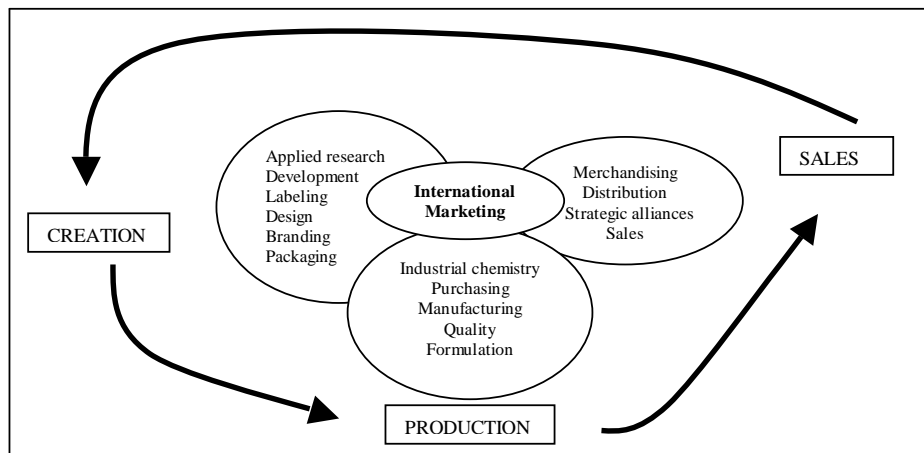 Applied research
Development
Labeling
Design
Branding
Packaging
International
Marketing
Merchandising
Distribution
Strategic alliances
Sales
SALES
CREATION
Industrial chemistry
Purchasing
Manufacturing
Quality
Formulation
PRODUCTION